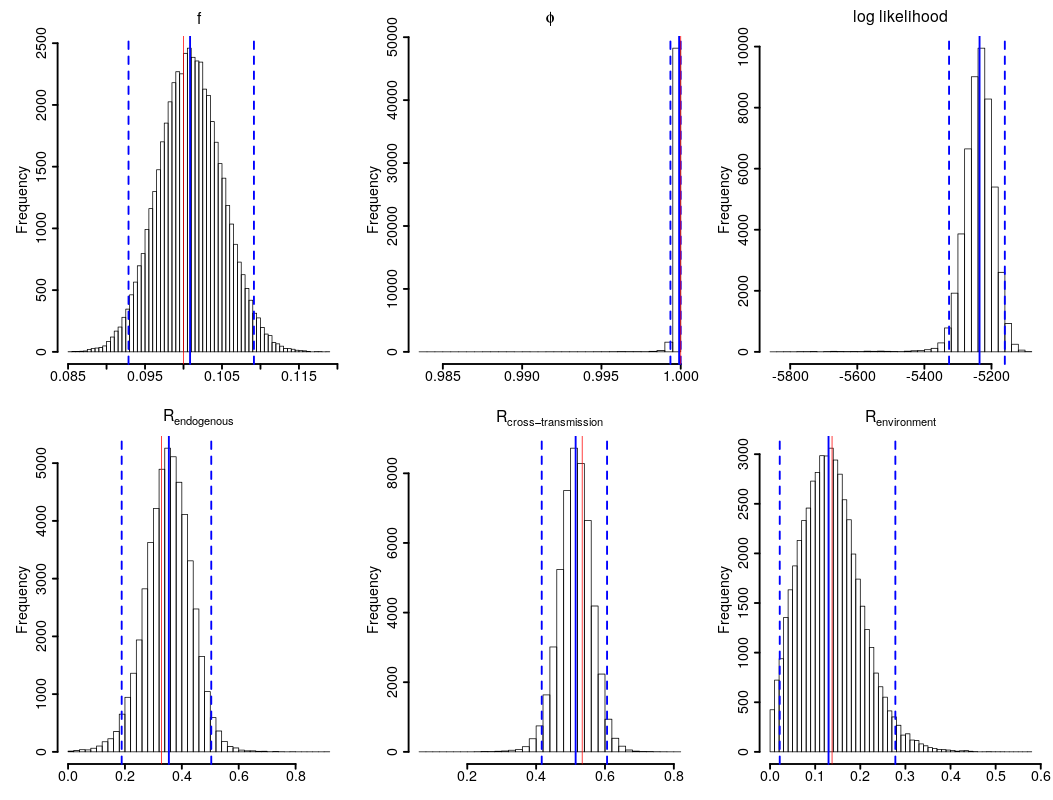 f
Frequency
0 500 1000 1500 2000 2500
0.085 0.095 0.105 0.115
ϕ
Frequency
0 10000 20000 30000 40000 50000
0.985 0.990 0.995 1.000
log likelihood
Frequency
0 2000 4000 6000 8000 10000
-5800 -5600 -5400 -5200
Rendogenous
Frequency
0 1000 2000 3000 4000 5000
0.0 0.2 0.4 0.6 0.8
Rcross−transmission
Frequency
0 2000 4000 6000 8000
0.2 0.4 0.6 0.8
Renvironment
Frequency
0 500 1000 1500 2000 2500 3000
0.0 0.1 0.2 0.3 0.4 0.5 0.6